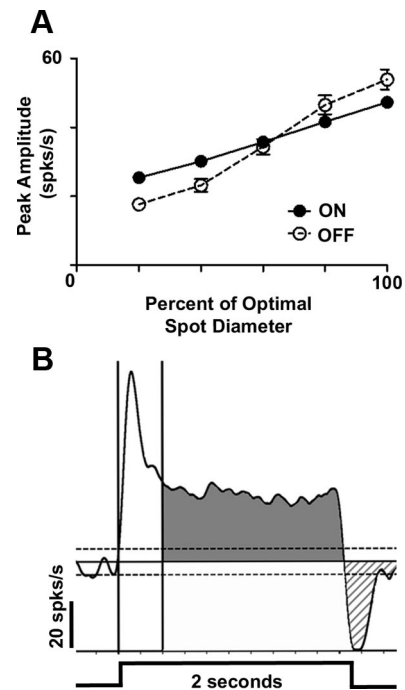 A
60
Peak Amplitude
(spks/s)
ON
OFF
0
100
Percent of Optimal
Spot Diameter
B
20 spks/s
2 seconds